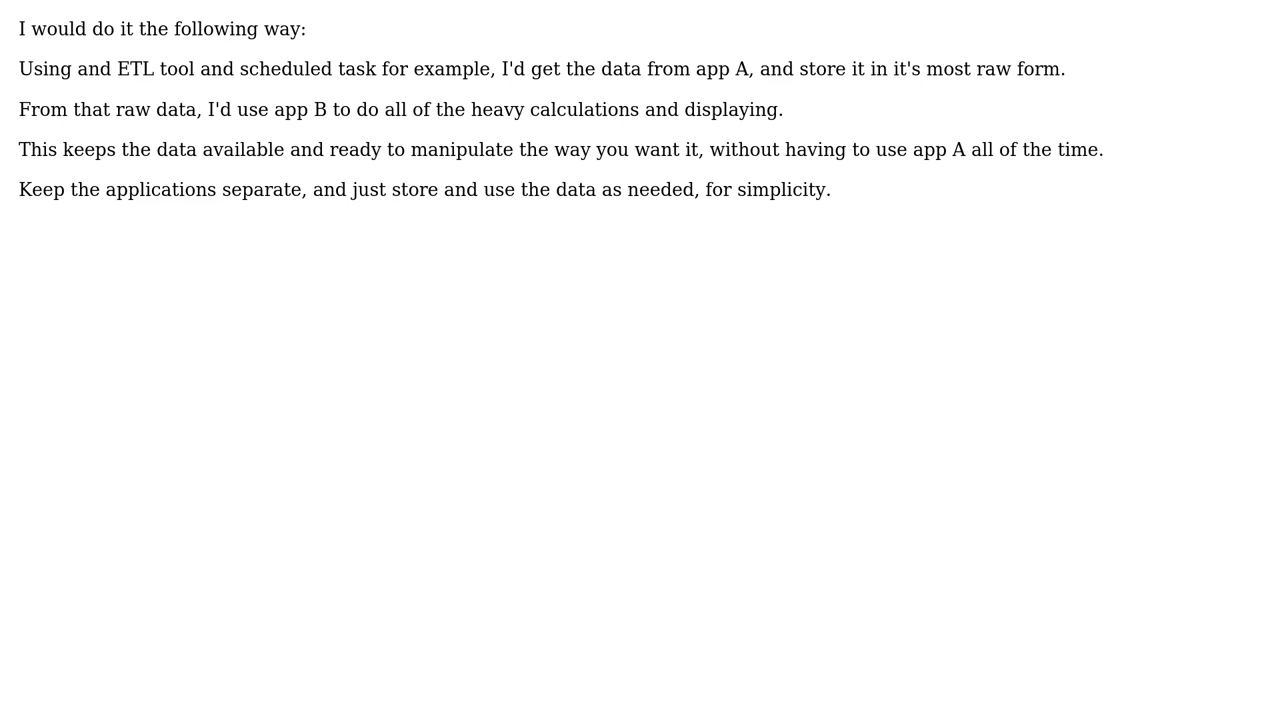 I would do it the following way:
Using and ETL tool and scheduled task for example, I'd get the data from app A, and store it in it's most raw form.
From that raw data, I'd use app B to do all of the heavy calculations and displaying.
This keeps the data available and ready to manipulate the way you want it, without having to use app A all of the time.
Keep the applications separate, and just store and use the data as needed, for simplicity.